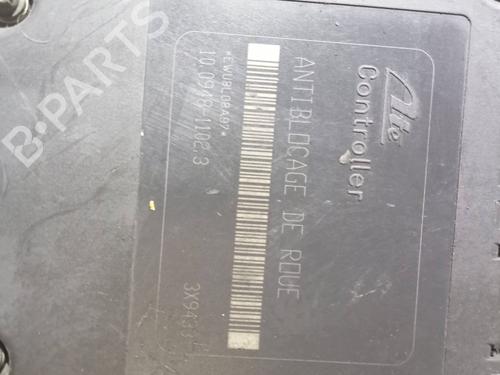 Ate
Controller
ANTIBLOCAGE DE ROUE
10.0948-1102.3
B-PARTS